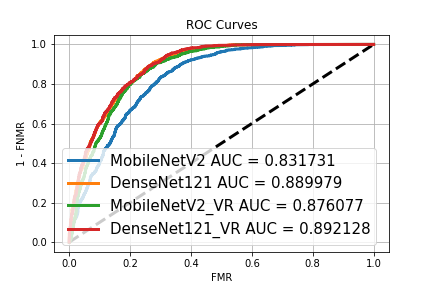 ROC Curves
1.0
0.8
0.6
0.4
0.2
0.0
1 - FNMR
MobileNetV2 AUC = 0.831731
DenseNet121 AUC = 0.889979
MobileNetV2_VR AUC = 0.876077
DenseNet121_VR AUC = 0.892128
0.0 0.2 0.4 0.6 0.8 1.0
FMR